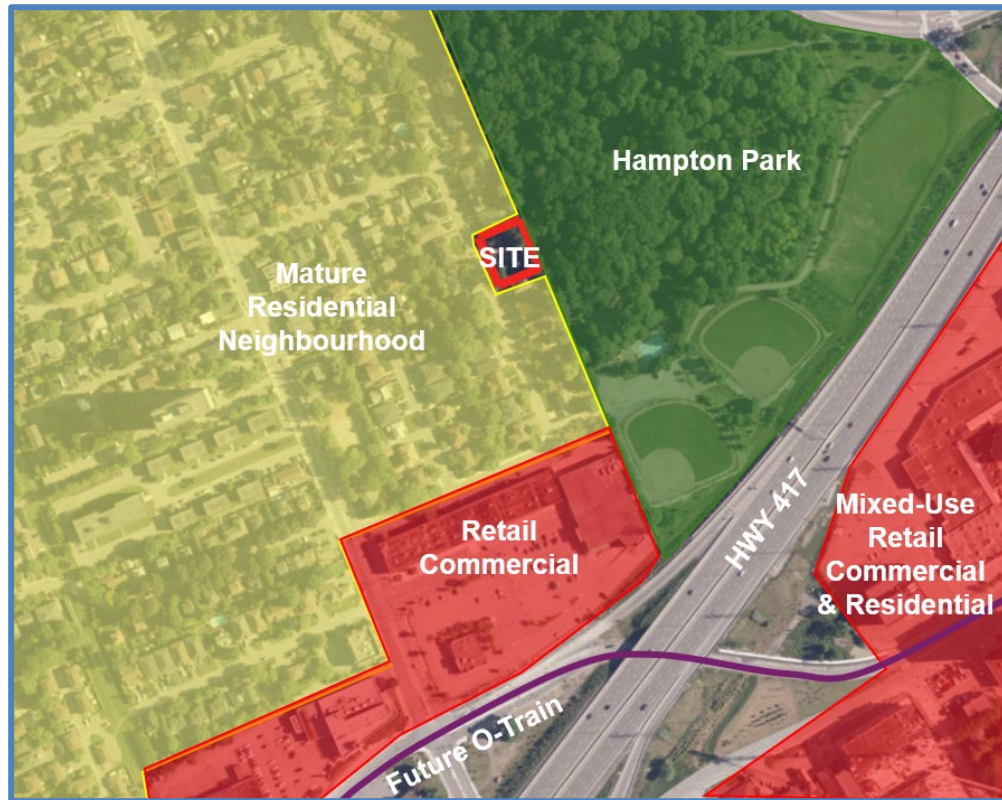 Hampton Park
SITE
Mature
Residential
Neighbourhood
HWY 417
Mixed-Use
Retail
Commercial
& Residential
Retail
Commercial
Future O-Train